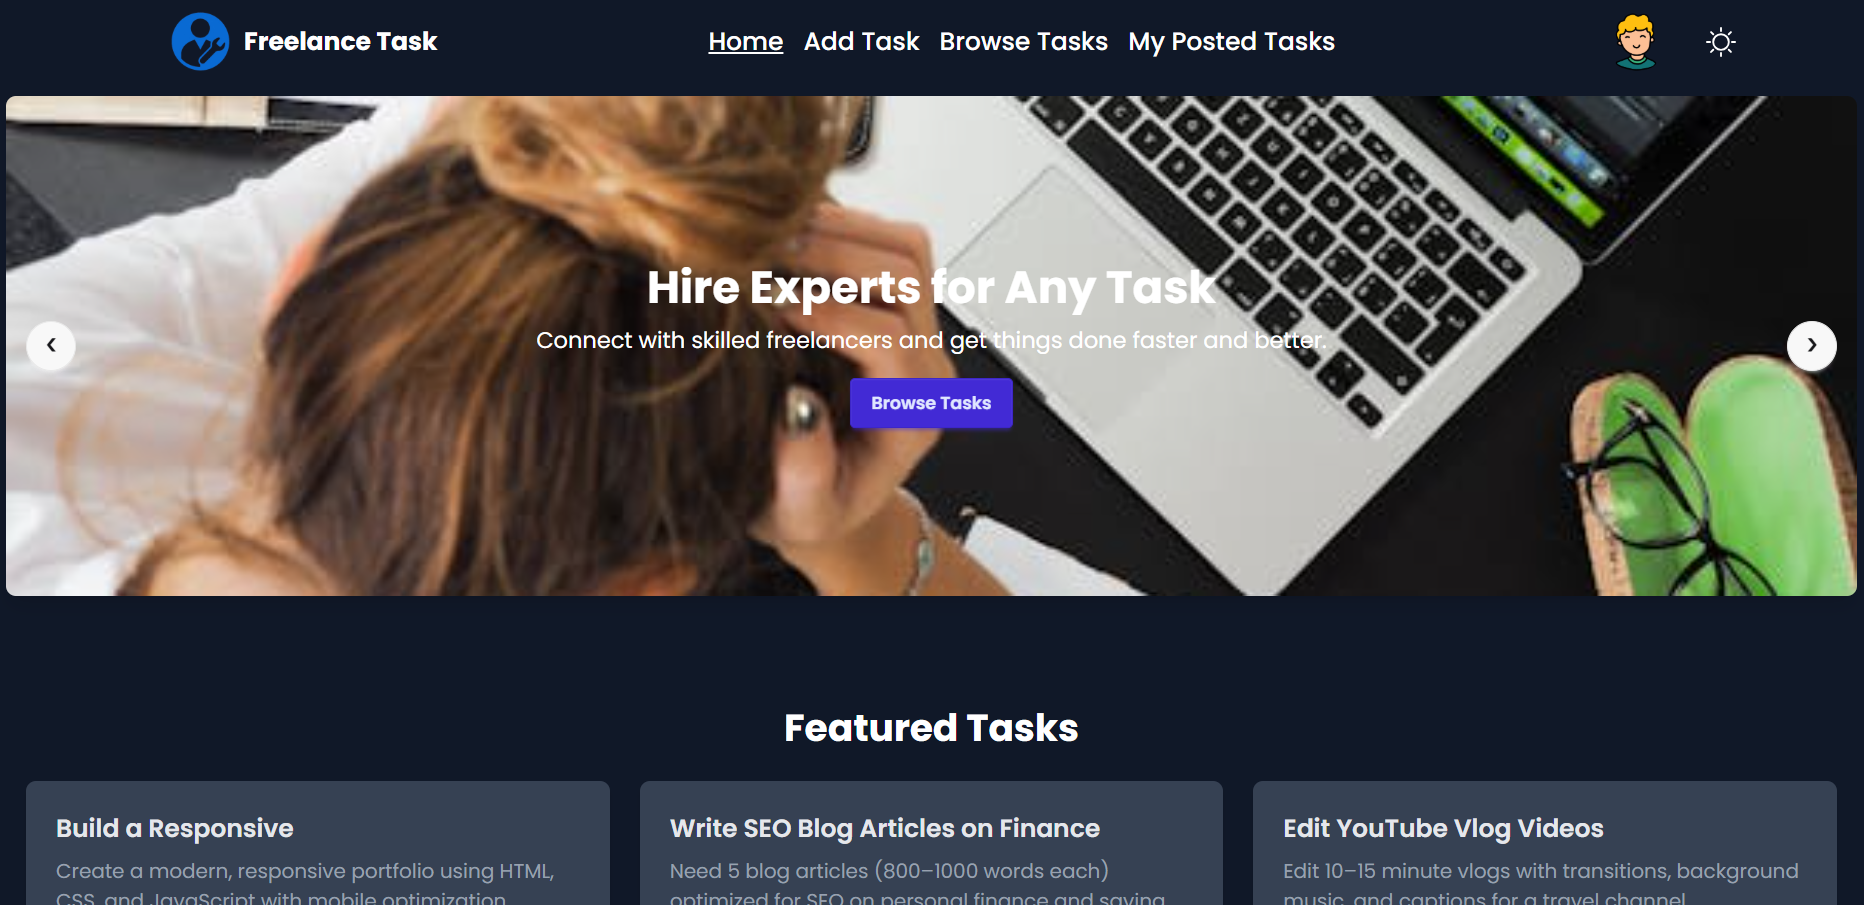 Freelance Task
Home Add Task Browse Tasks My Posted Tasks
Hire Experts for Any Task
Connect with skilled freelancers and get things done faster and better.
Browse Tasks
Featured Tasks
Build a Responsive
Create a modern, responsive portfolio using HTML,
CSS, and JavaScript with mobile optimization
Write SEO Blog Articles on Finance
Need 5 blog articles (800–1000 words each)
optimized for SEO on personal finance and saving
Edit YouTube Vlog Videos
Edit 10–15 minute vlogs with transitions, background
music, and captions for a travel channel